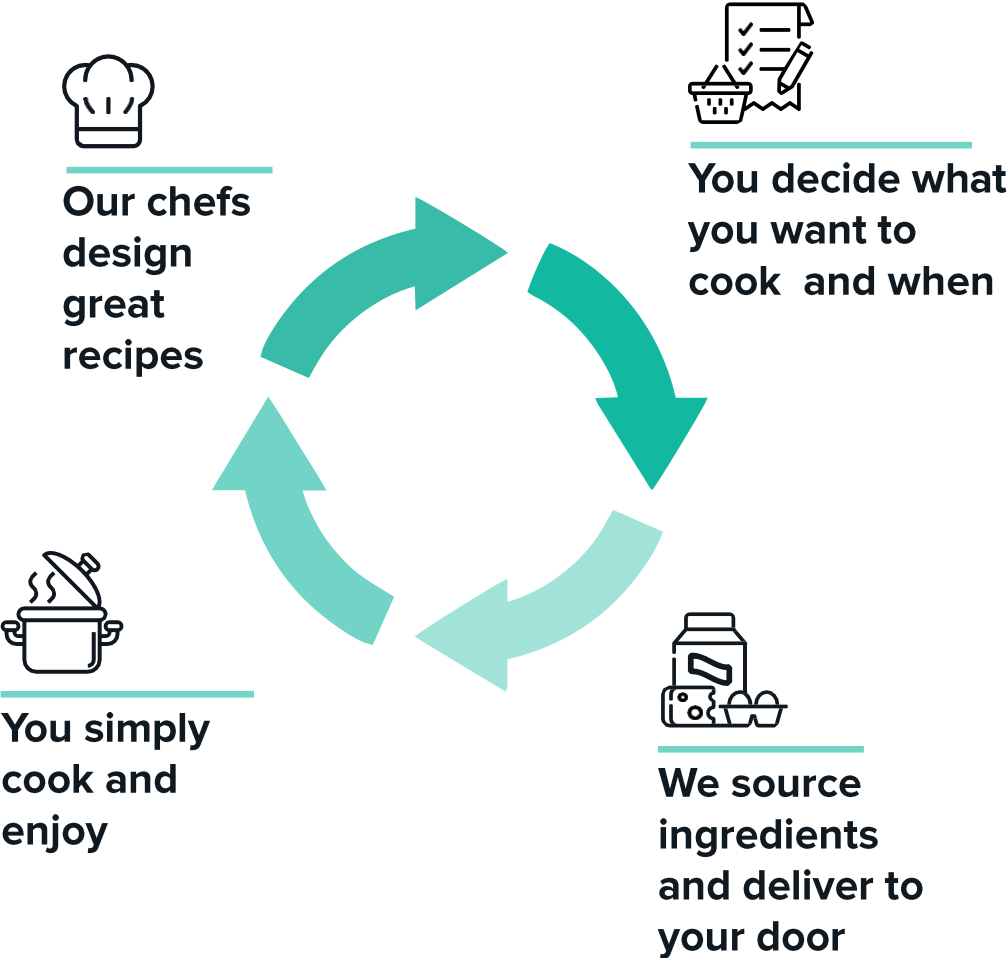 Our chefs
design
great
recipes
You decide what
you want to
cook  and when
We source
ingredients
and deliver to
your door
You simply
cook and
enjoy